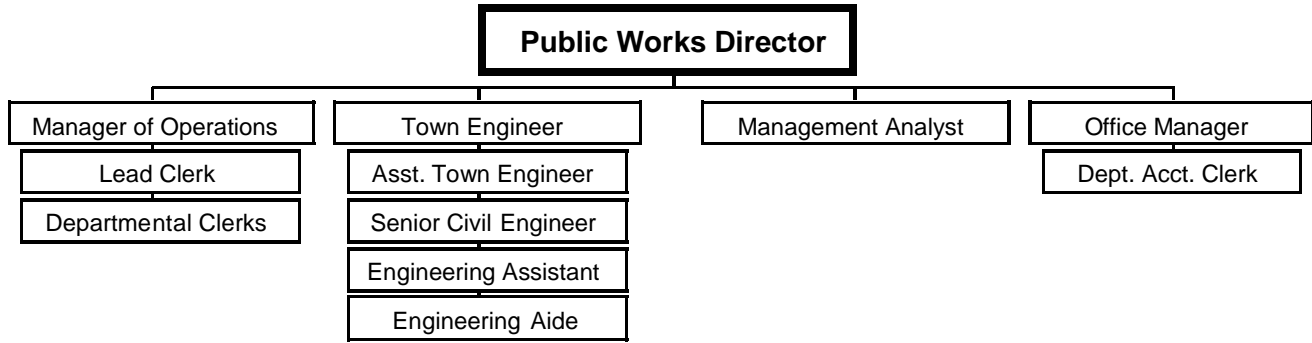 Public Works Director
Manager of Operations
Town Engineer
Management Analyst
Office Manager
Lead Clerk
Asst. Town Engineer
Dept. Acct. Clerk
Departmental Clerks
Senior Civil Engineer
Engineering Assistant
Engineering Aide